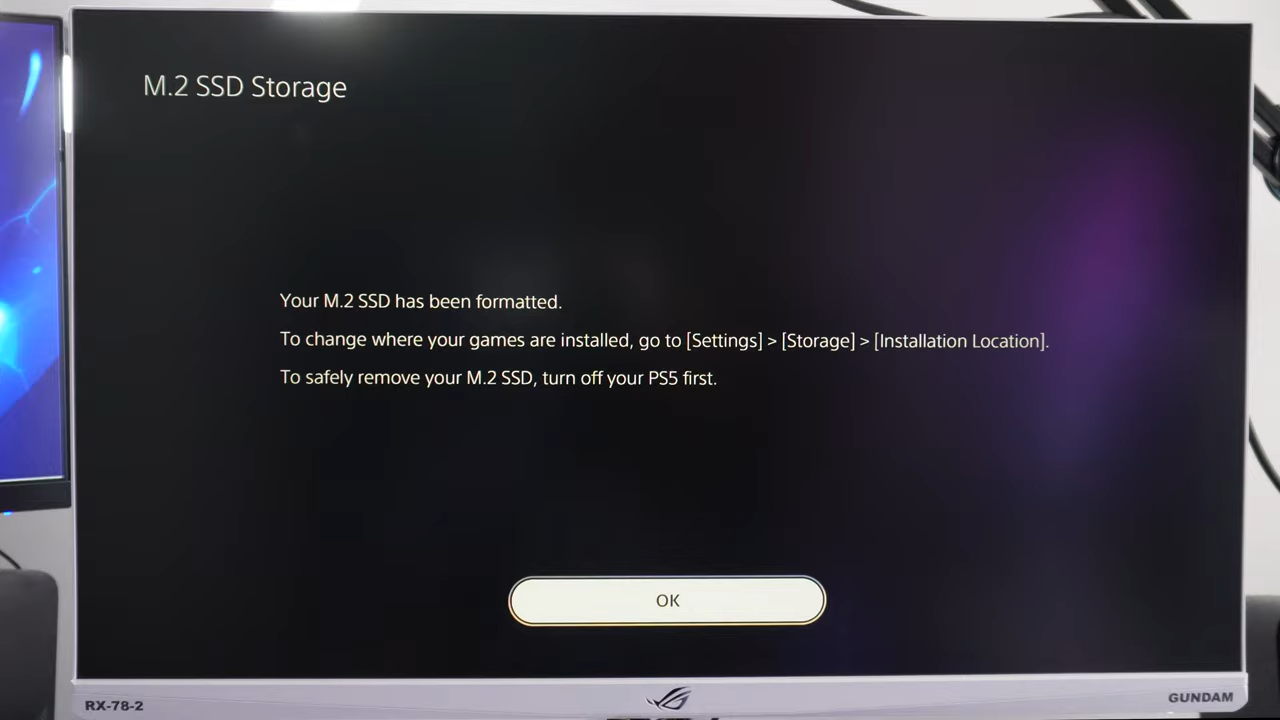 M.2 SSD Storage
Your M.2 SSD has been formatted.
To change where your games are installed, go to [Settings] > [Storage] > [Installation Location].
To safely remove your M.2 SSD, turn off your PS5 first.
OK
RX-78-2
GUNDAM